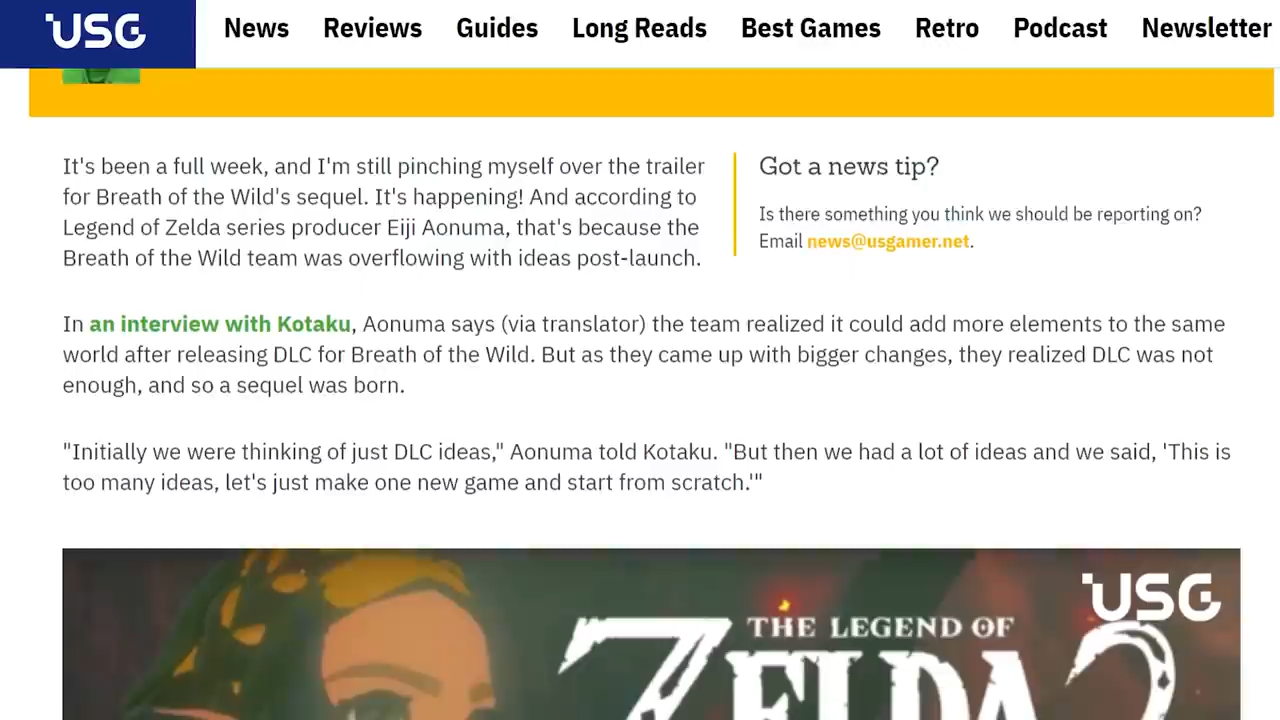 USG
News Reviews Guides Long Reads Best Games Retro Podcast Newsletter
It's been a full week, and I'm still pinching myself over the trailer
for Breath of the Wild's sequel. It's happening! And according to
Legend of Zelda series producer Eiji Aonuma, that's because the
Breath of the Wild team was overflowing with ideas post-launch.
Got a news tip?
Is there something you think we should be reporting on?
Email news@usgamer.net.
In an interview with Kotaku, Aonuma says (via translator) the team realized it could add more elements to the same
world after releasing DLC for Breath of the Wild. But as they came up with bigger changes, they realized DLC was not
enough, and so a sequel was born.
"Initially we were thinking of just DLC ideas," Aonuma told Kotaku. "But then we had a lot of ideas and we said, 'This is
too many ideas, let's just make one new game and start from scratch.'"
USG
THE LEGEND OF
ZELDA 2